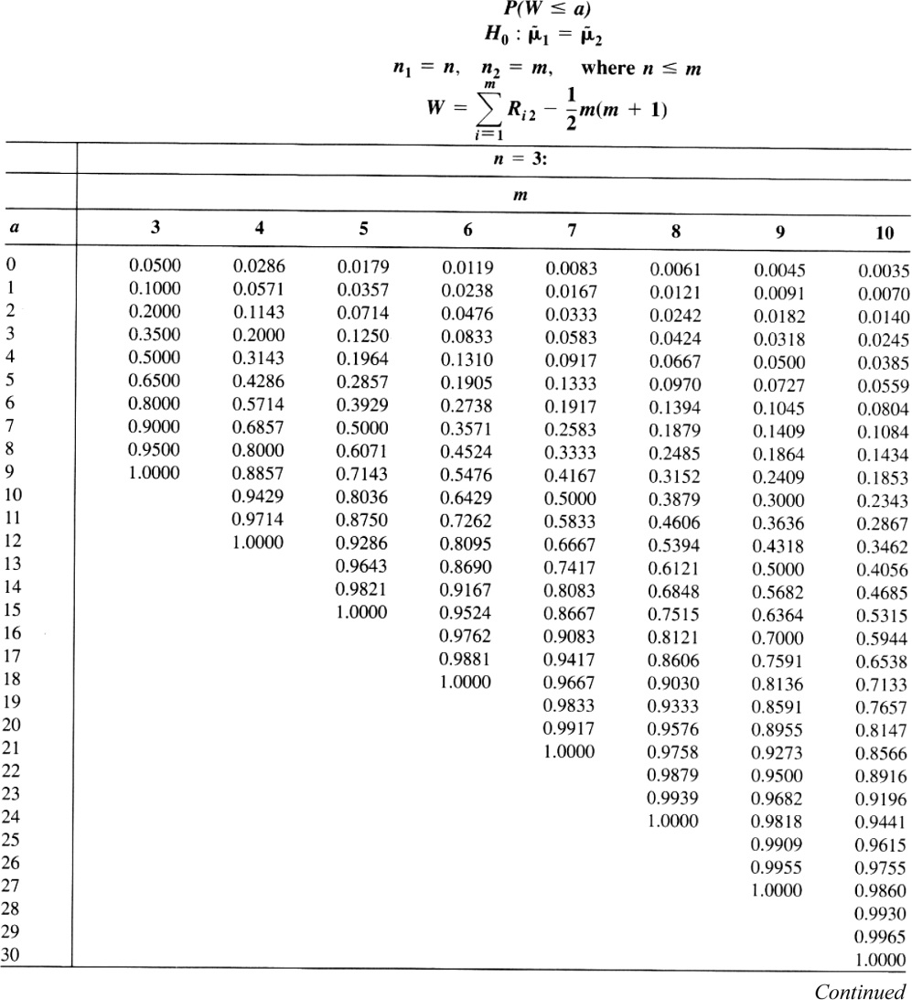 P(W ≤ a)
H₀ : μ̃₁ = μ̃₂
n₁ = n, n₂ = m, where n ≤ m
W = ∑ᵢ₌₁ᵐ Rᵢ₂ − 1/2 m(m + 1)
n = 3:
m
a 3 4 5 6 7 8 9 10
0 0.0500 0.0286 0.0179 0.0119 0.0083 0.0061 0.0045 0.0035
1 0.1000 0.0571 0.0357 0.0238 0.0167 0.0121 0.0091 0.0070
2 0.2000 0.1143 0.0714 0.0476 0.0333 0.0242 0.0182 0.0140
3 0.3500 0.2000 0.1250 0.0833 0.0583 0.0424 0.0318 0.0245
4 0.5000 0.3143 0.1964 0.1310 0.0917 0.0667 0.0500 0.0385
5 0.6500 0.4286 0.2857 0.1905 0.1333 0.0970 0.0727 0.0559
6 0.8000 0.5714 0.3929 0.2738 0.1917 0.1394 0.1045 0.0804
7 0.9000 0.6857 0.5000 0.3571 0.2583 0.1879 0.1409 0.1084
8 0.9500 0.8000 0.6071 0.4524 0.3333 0.2485 0.1864 0.1434
9 1.0000 0.8857 0.7143 0.5476 0.4167 0.3152 0.2409 0.1853
10 0.9429 0.8036 0.6429 0.5000 0.3879 0.3000 0.2343
11 0.9714 0.8750 0.7262 0.5833 0.4606 0.3636 0.2867
12 1.0000 0.9286 0.8095 0.6667 0.5394 0.4318 0.3462
13 0.9643 0.8690 0.7417 0.6121 0.5000 0.4056
14 0.9821 0.9167 0.8083 0.6848 0.5682 0.4685
15 1.0000 0.9524 0.8667 0.7515 0.6364 0.5315
16 0.9762 0.9083 0.8121 0.7000 0.5944
17 0.9881 0.9417 0.8606 0.7591 0.6538
18 1.0000 0.9667 0.9030 0.8136 0.7133
19 0.9833 0.9333 0.8591 0.7657
20 0.9917 0.9576 0.8955 0.8147
21 1.0000 0.9758 0.9273 0.8566
22 0.9879 0.9500 0.8916
23 0.9939 0.9682 0.9196
24 1.0000 0.9818 0.9441
25 0.9909 0.9615
26 0.9955 0.9755
27 1.0000 0.9860
28 0.9930
29 0.9965
30 1.0000
Continued